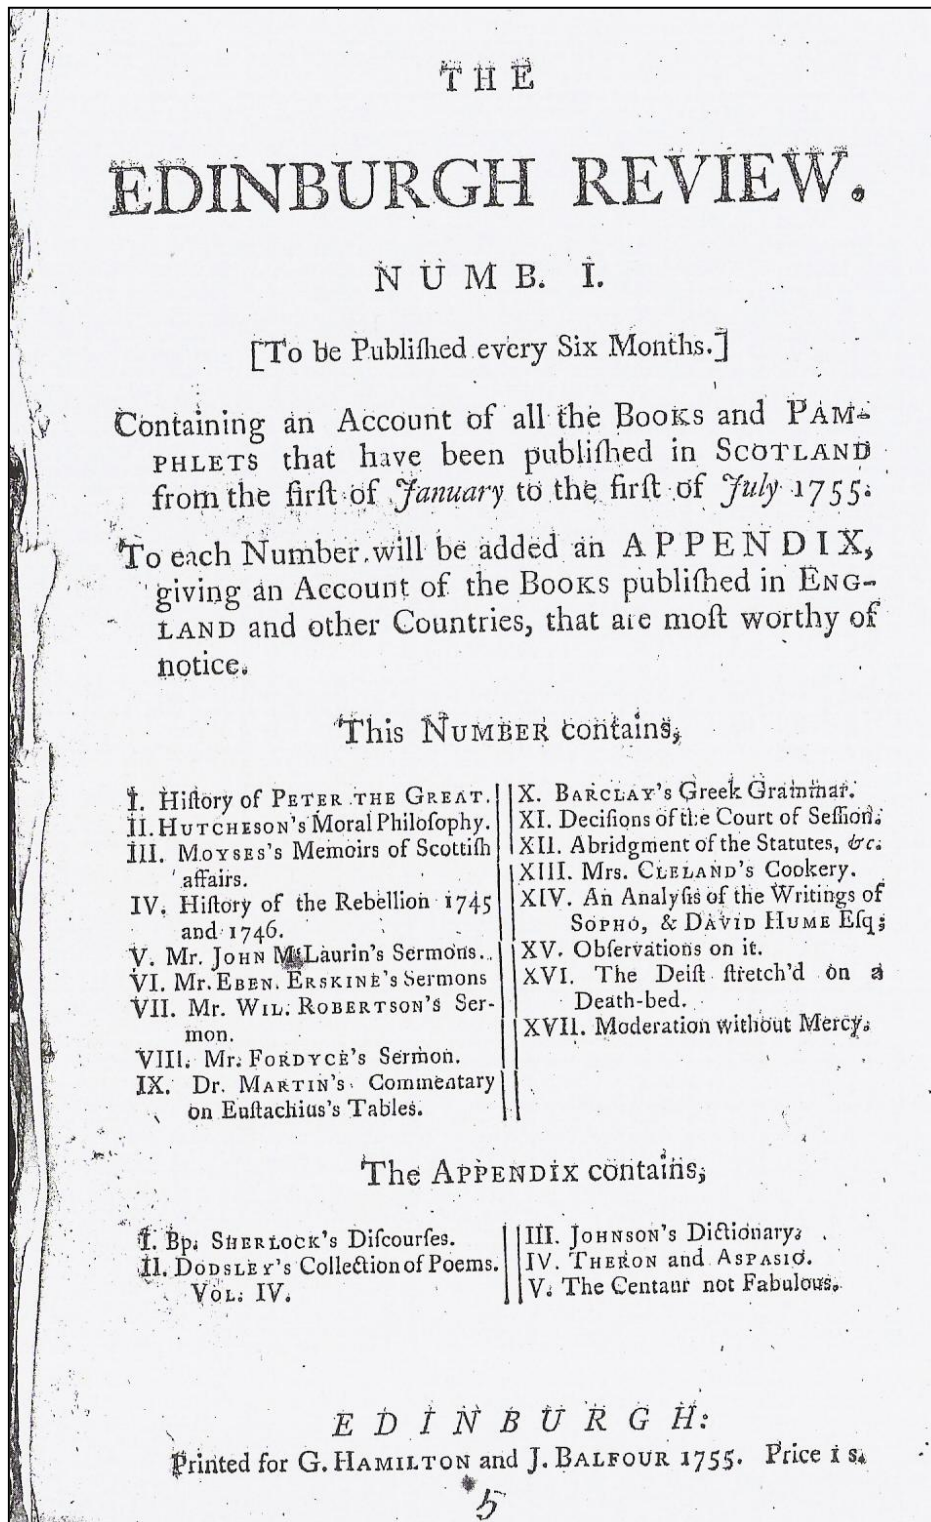 THE
EDINBURGH REVIEW.
NUMB. I.
[To be Publiſhed every Six Months.]
Containing an Account of all the Books and PAM-
PHLETS that have been publiſhed in SCOTLAND
from the firſt of January to the firſt of July 1755.
To each Number will be added an APPENDIX,
giving an Account of the Books publiſhed in ENG-
LAND and other Countries, that are moſt worthy of
notice.
This NUMBER contains,
I. Hiſtory of PETER THE GREAT.
II. HUTCHESON's Moral Philoſophy.
III. MOYSES's Memoirs of Scottiſh
affairs.
IV. Hiſtory of the Rebellion 1745
and 1746.
V. Mr. JOHN McLaurin's Sermons.
VI. Mr. EBEN. ERSKINE's Sermons
VII. Mr. WIL. ROBERTSON's Ser-
mon.
VIII. Mr. FORDYCE's Sermon.
IX. Dr. MARTIN's Commentary
on Euſtachius's Tables.
X. BARCLAY's Greek Grammar.
XI. Deciſions of the Court of Seſſion.
XII. Abridgment of the Statutes, &c.
XIII. Mrs. CLELAND's Cookery.
XIV. An Analyſis of the Writings of
SOPHO, & DAVID HUME Eſq;
XV. Obſervations on it.
XVI. The Deiſt ſtretch'd on a
Death-bed.
XVII. Moderation without Mercy.
The APPENDIX contains,
I. Bp. SHERLOCK's Diſcourſes.
II. DODSLEY's Collection of Poems.
VOL. IV.
III. JOHNSON's Dictionary.
IV. THERON and ASPASIO.
V. The Centaur not Fabulous.
EDINBURGH:
Printed for G. HAMILTON and J. BALFOUR 1755. Price 1 s.
5